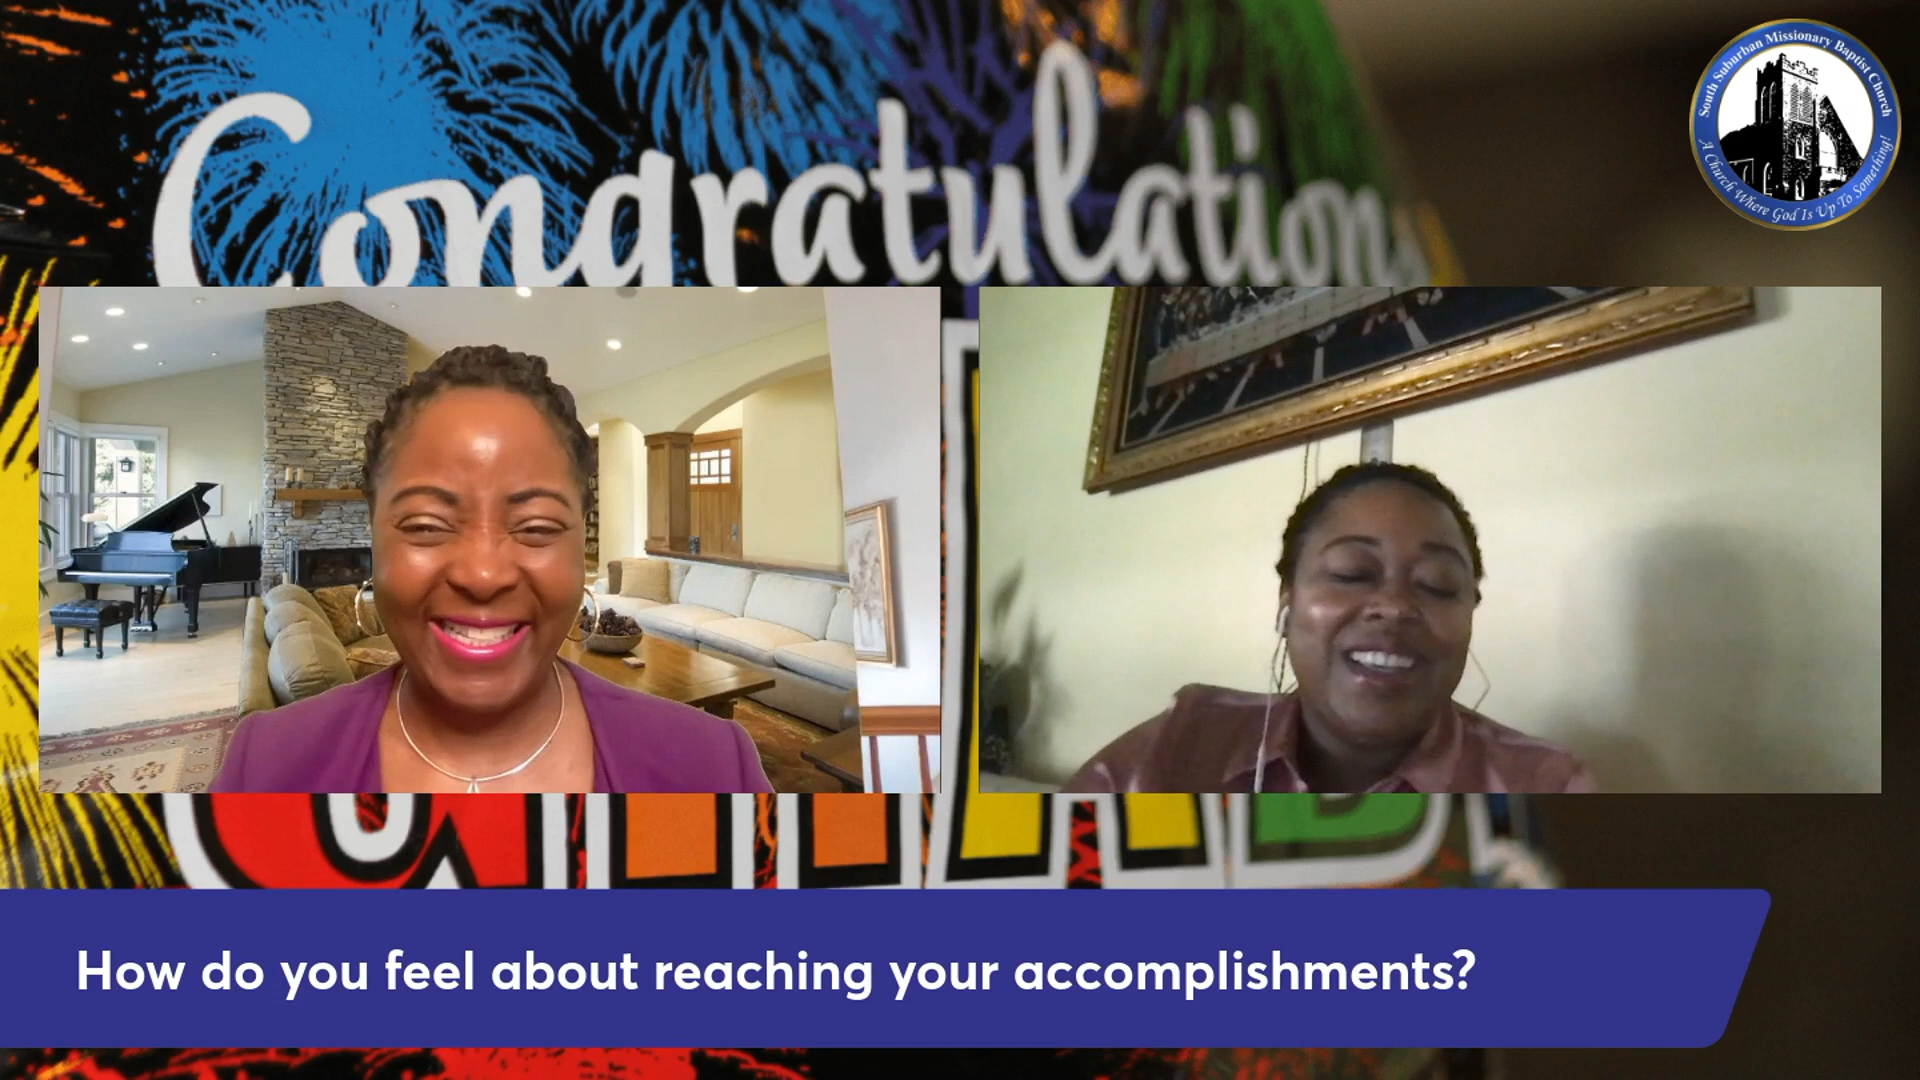 Congratulations
South Suburban Missionary Baptist Church
A Church Where God Is Up To Something!
How do you feel about reaching your accomplishments?